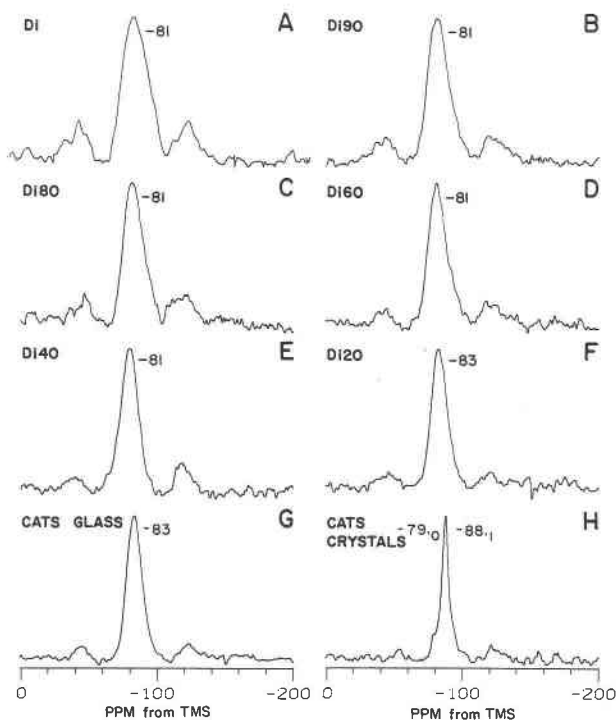 Di
-81
A
Di90
-81
B
Di80
-81
C
Di60
-81
D
Di40
-81
E
Di20
-83
F
CATS GLASS
-83
G
CATS CRYSTALS
-79.0
-88.1
H
0
-100
-200
PPM from TMS
0
-100
-200
PPM from TMS